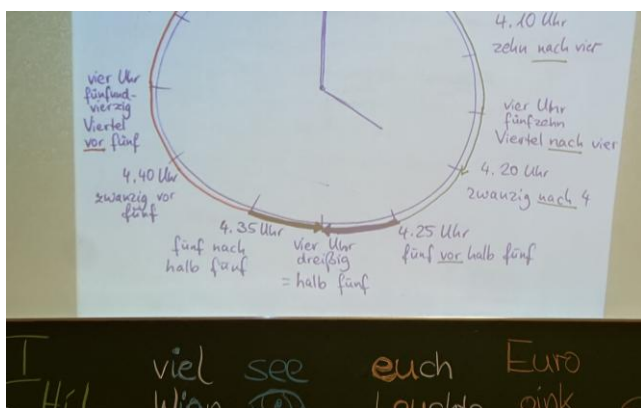 4.10 Uhr
zehn nach vier
vier Uhr
fünfzehn
Viertel nach vier
4.20 Uhr
zwanzig nach 4
4.25 Uhr
fünf vor halb fünf
vier Uhr
dreißig
= halb fünf
4.35 Uhr
fünf nach
halb fünf
4.40 Uhr
zwanzig vor
fünf
vier Uhr
fünfund-
vierzig
Viertel
vor fünf
I viel see euch Euro
Wien oink